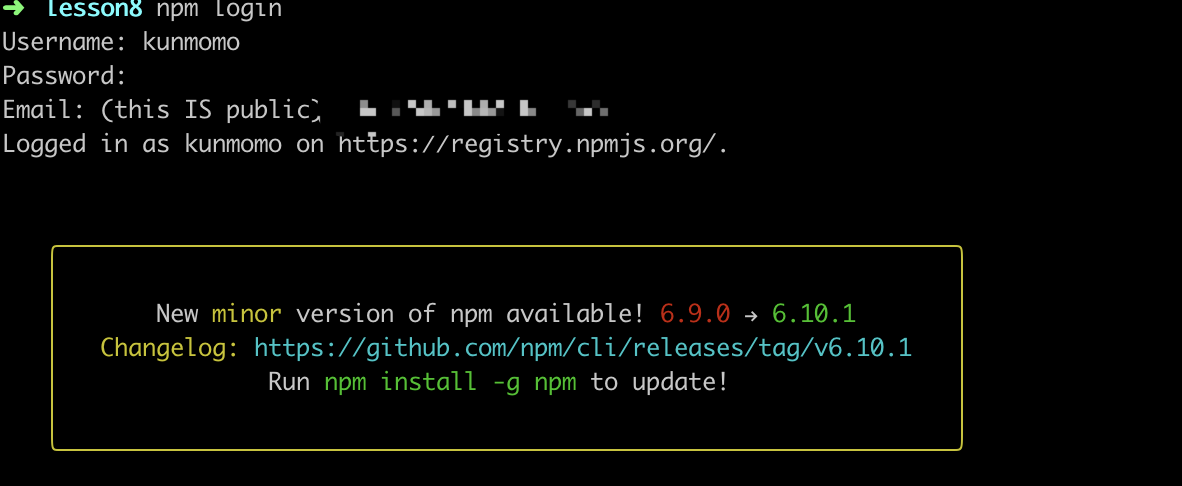 ➜ lesson8 npm login
Username: kunmomo
Password:
Email: (this IS public)
Logged in as kunmomo on https://registry.npmjs.org/.
New minor version of npm available! 6.9.0 → 6.10.1
Changelog: https://github.com/npm/cli/releases/tag/v6.10.1
Run npm install -g npm to update!